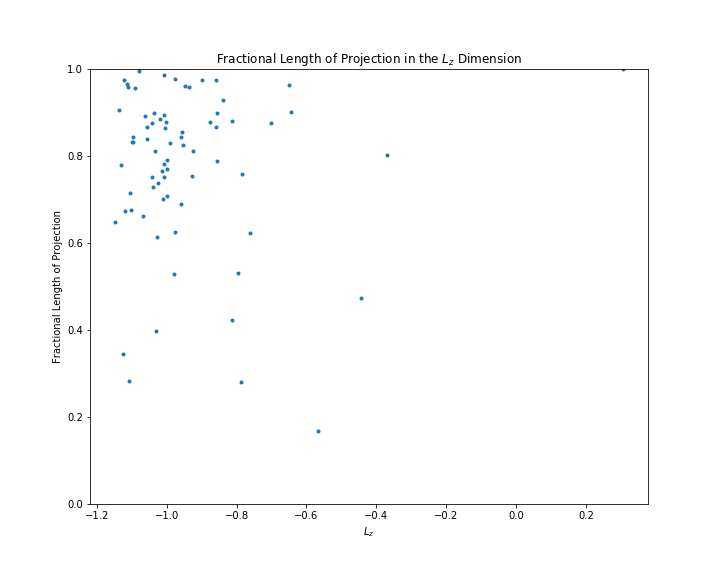 Fractional Length of Projection in the $L_z$ Dimension
1.0
0.8
0.6
0.4
0.2
0.0
Fractional Length of Projection
−1.2 −1.0 −0.8 −0.6 −0.4 −0.2 0.0 0.2
$L_z$